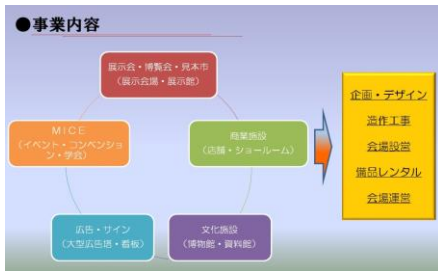 ●事業内容
展示会・博覧会・見本市
（展示会場・展示館）
MICE
（イベント・コンベンショ
ン・学会）
商業施設
（店舗・ショールーム）
広告・サイン
（大型広告塔・看板）
文化施設
（博物館・資料館）
企画・デザイン
造作工事
会場設営
備品レンタル
会場運営